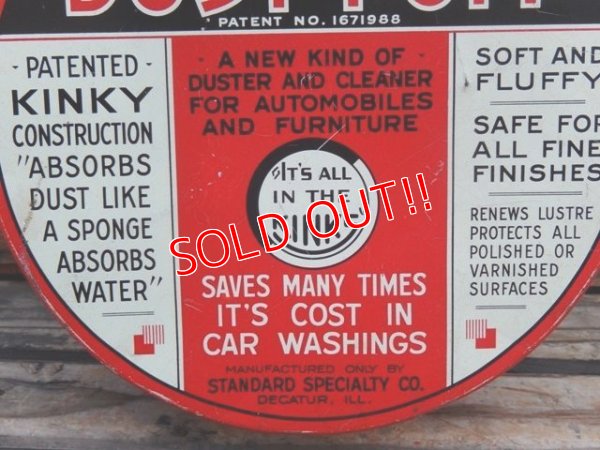 PATENT NO. 1671988
- PATENTED -
KINKY
CONSTRUCTION
"ABSORBS
DUST LIKE
A SPONGE
ABSORBS
WATER"
- A NEW KIND OF -
DUSTER AND CLEANER
FOR AUTOMOBILES
AND FURNITURE
"IT'S ALL
IN THE
KINK"
SOLD OUT!!
SAVES MANY TIMES
IT'S COST IN
CAR WASHINGS
MANUFACTURED ONLY BY
STANDARD SPECIALTY CO.
DECATUR, ILL.
SOFT AND
FLUFFY
SAFE FOR
ALL FINE
FINISHES
RENEWS LUSTRE
PROTECTS ALL
POLISHED OR
VARNISHED
SURFACES